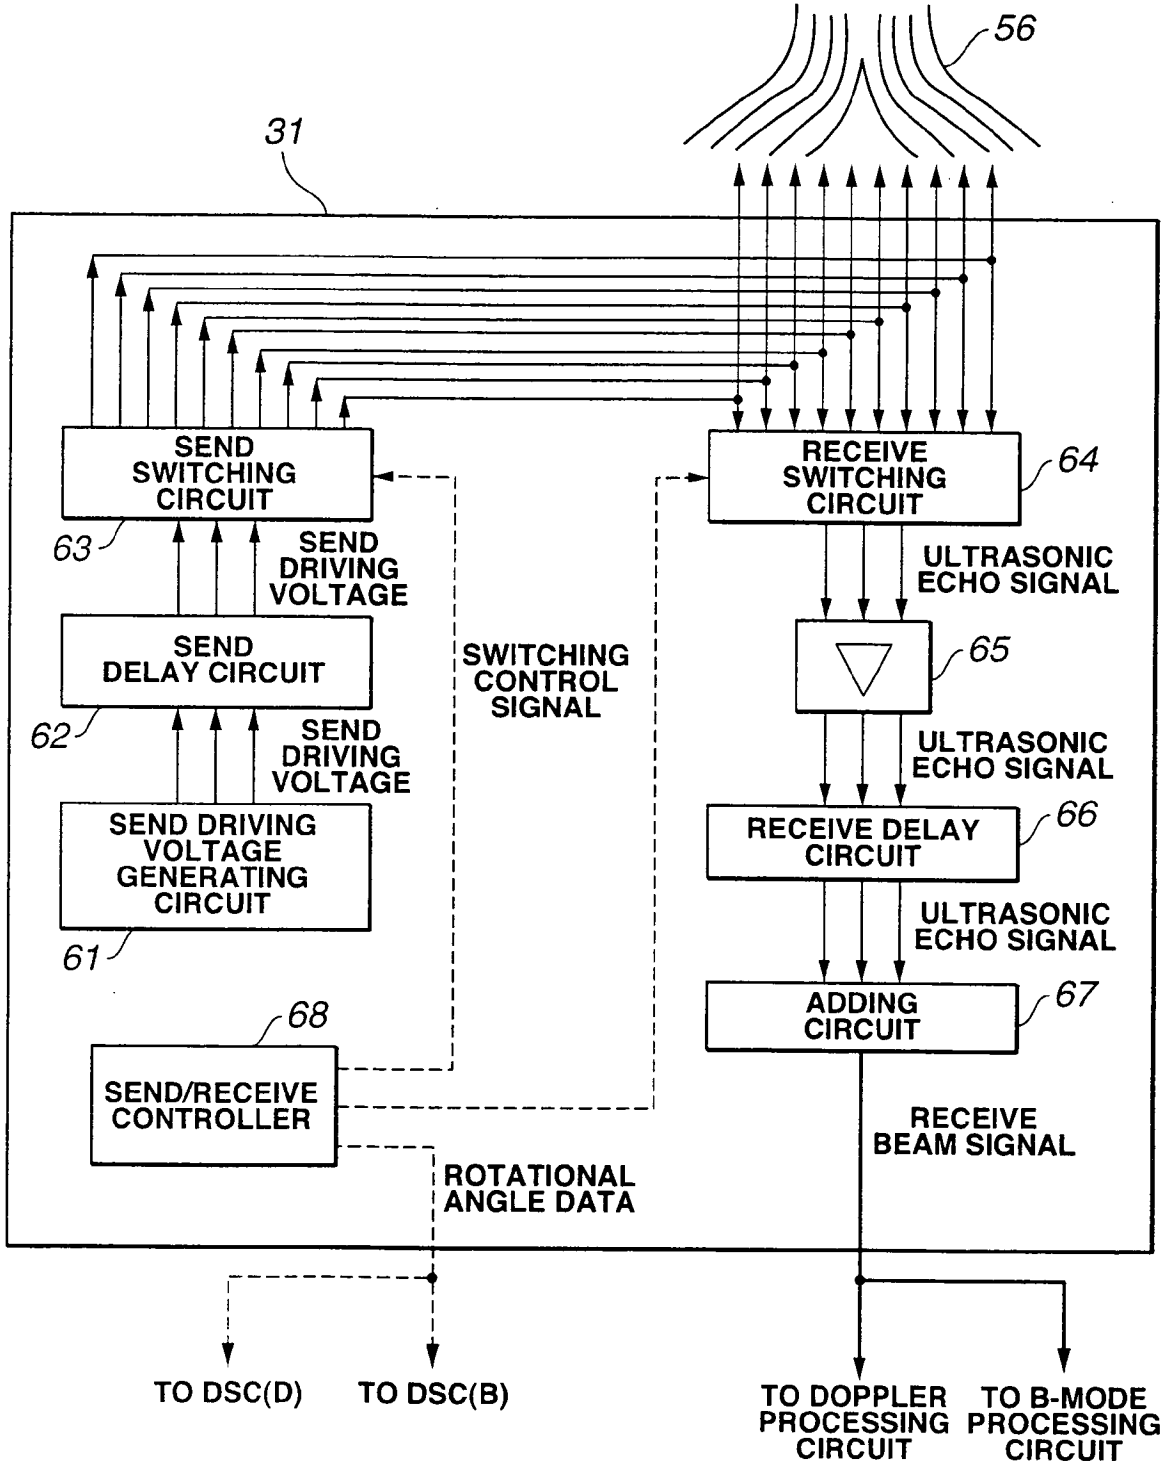 56
31
SEND
SWITCHING
CIRCUIT
63
RECEIVE
SWITCHING
CIRCUIT
64
SEND
DRIVING
VOLTAGE
ULTRASONIC
ECHO SIGNAL
SEND
DELAY CIRCUIT
62
SWITCHING
CONTROL
SIGNAL
65
SEND
DRIVING
VOLTAGE
ULTRASONIC
ECHO SIGNAL
SEND DRIVING
VOLTAGE
GENERATING
CIRCUIT
61
RECEIVE DELAY
CIRCUIT
66
ULTRASONIC
ECHO SIGNAL
ADDING
CIRCUIT
67
68
SEND/RECEIVE
CONTROLLER
RECEIVE
BEAM SIGNAL
ROTATIONAL
ANGLE DATA
TO DSC(D)
TO DSC(B)
TO DOPPLER
PROCESSING
CIRCUIT
TO B-MODE
PROCESSING
CIRCUIT